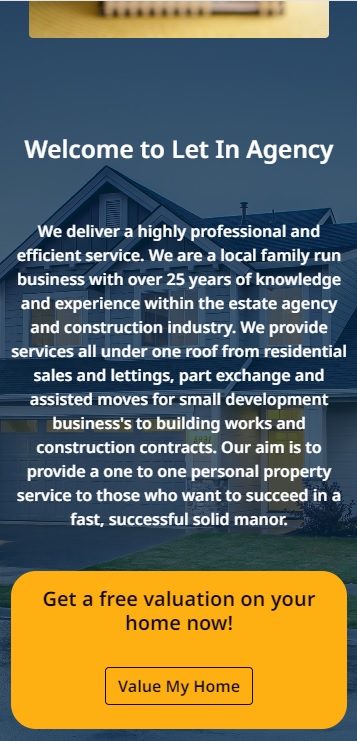 Welcome to Let In Agency
We deliver a highly professional and
efficient service. We are a local family run
business with over 25 years of knowledge
and experience within the estate agency
and construction industry. We provide
services all under one roof from residential
sales and lettings, part exchange and
assisted moves for small development
business's to building works and
construction contracts. Our aim is to
provide a one to one personal property
service to those who want to succeed in a
fast, successful solid manor.
Get a free valuation on your
home now!
Value My Home